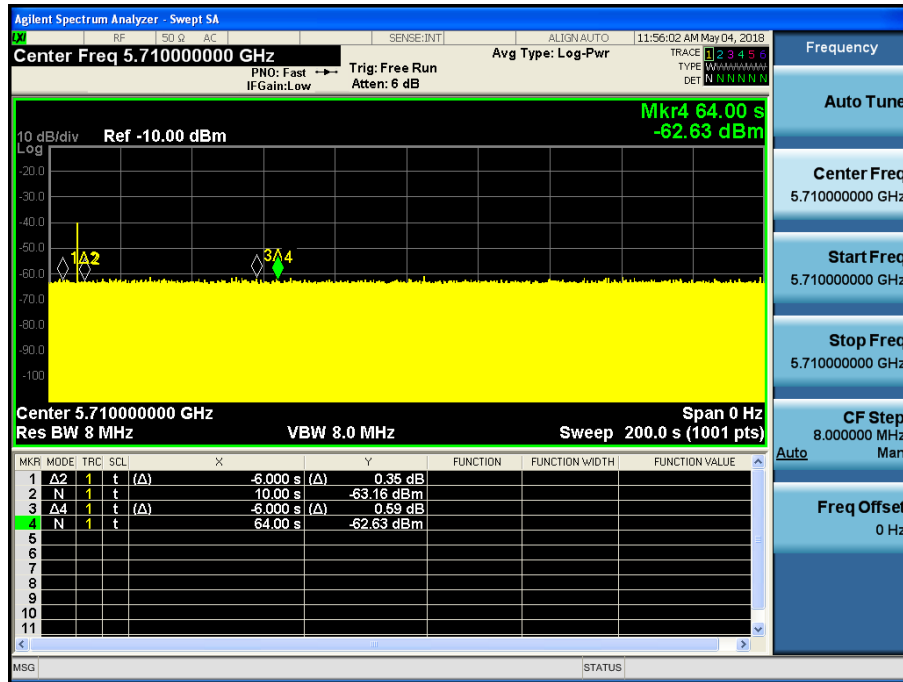 Agilent Spectrum Analyzer - Swept SA
LXI RF 50 Ω AC SENSE:INT ALIGN AUTO 11:56:02 AM May 04, 2018
Center Freq 5.710000000 GHz
PNO: Fast
IFGain:Low
Trig: Free Run
Atten: 6 dB
Avg Type: Log-Pwr
TRACE 1 2 3 4 5 6
TYPE WWWWWW
DET N N N N N N
Mkr4 64.00 s
-62.63 dBm
10 dB/div Ref -10.00 dBm
Log
-20.0
-30.0
-40.0
-50.0
-60.0
-70.0
-80.0
-90.0
-100
1Δ2
3Δ4
Center 5.710000000 GHz Span 0 Hz
Res BW 8 MHz VBW 8.0 MHz Sweep 200.0 s (1001 pts)
MKR MODE TRC SCL X Y FUNCTION FUNCTION WIDTH FUNCTION VALUE
1 Δ2 1 t (Δ) -6.000 s (Δ) 0.35 dB
2 N 1 t 10.00 s -63.16 dBm
3 Δ4 1 t (Δ) -6.000 s (Δ) 0.59 dB
4 N 1 t 64.00 s -62.63 dBm
5
6
7
8
9
10
11
MSG STATUS
Frequency
Auto Tune
Center Freq
5.710000000 GHz
Start Freq
5.710000000 GHz
Stop Freq
5.710000000 GHz
CF Step
8.000000 MHz
Auto Man
Freq Offset
0 Hz